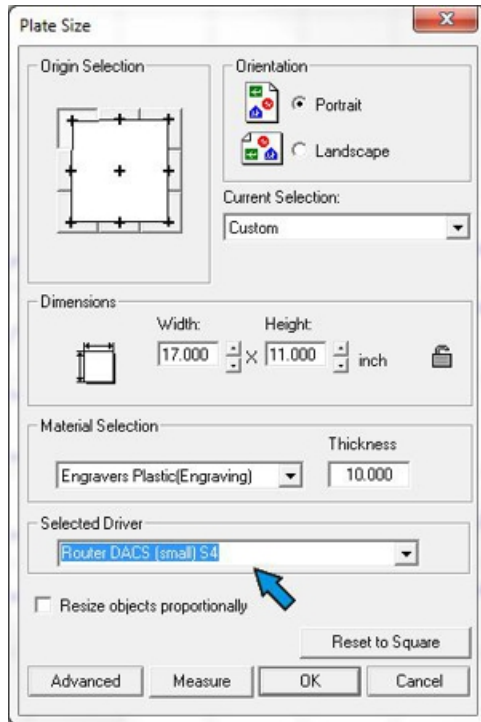 Plate Size
Origin Selection
Orientation
Portrait
Landscape
Current Selection:
Custom
Dimensions
Width:
Height:
17.000 X 11.000 inch
Material Selection
Thickness
Engravers Plastic(Engraving)
10.000
Selected Driver
Router DACS (small) S4
Resize objects proportionally
Reset to Square
Advanced
Measure
OK
Cancel